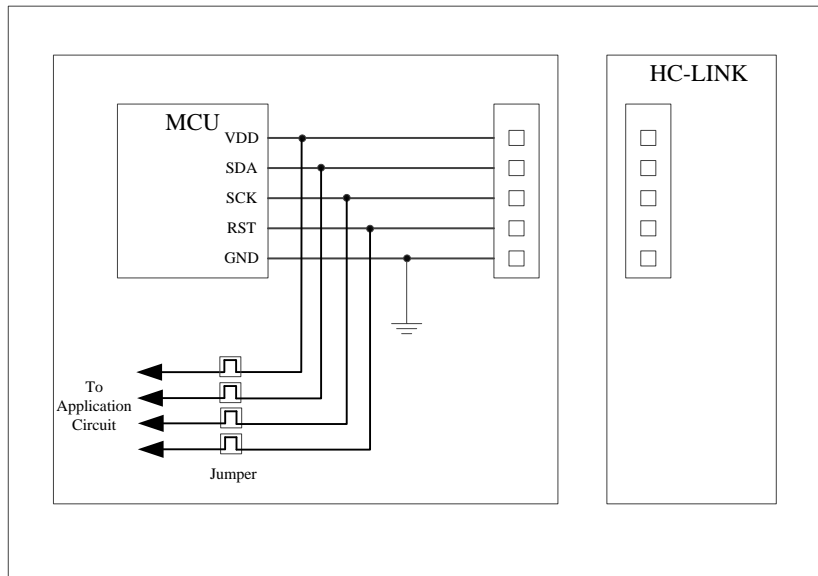 HC-LINK
MCU
VDD
SDA
SCK
RST
GND
To
Application
Circuit
Jumper